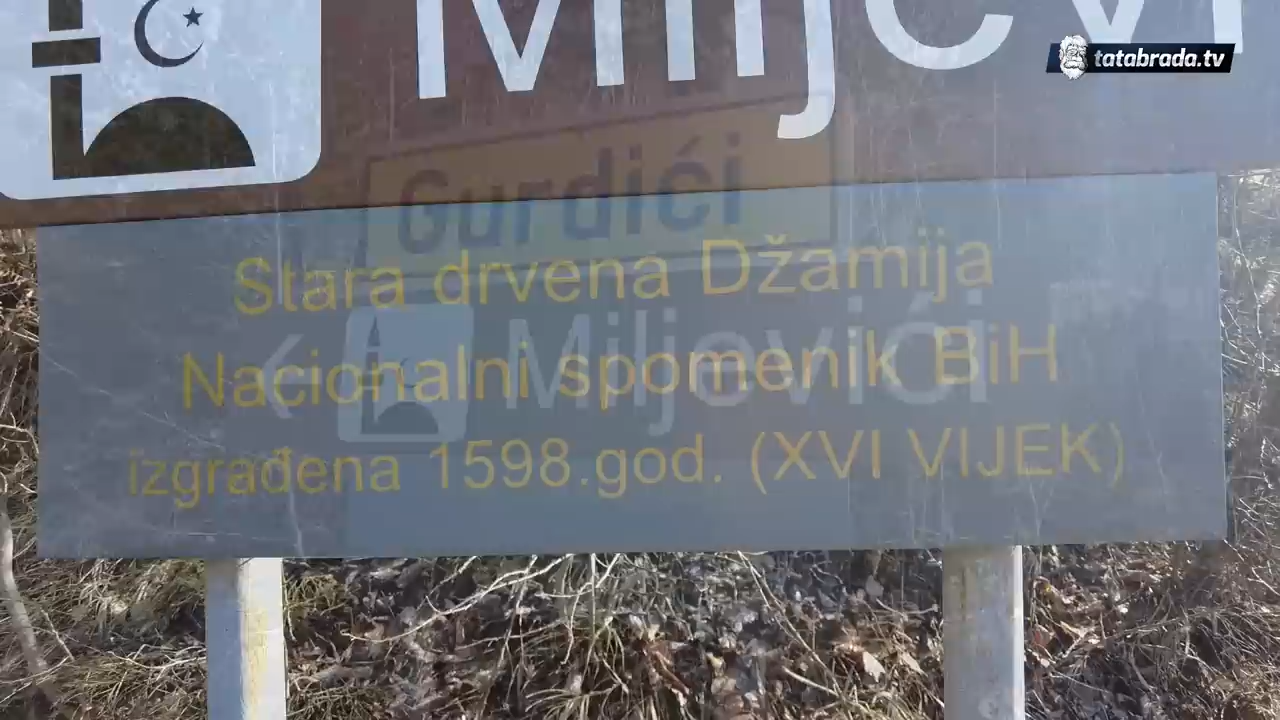 Miljevi
tatabrada.tv
Gurdići
Stara drvena Džamija
Miljevići
Nacionalni spomenik BiH
izgrađena 1598.god. (XVI VIJEK)